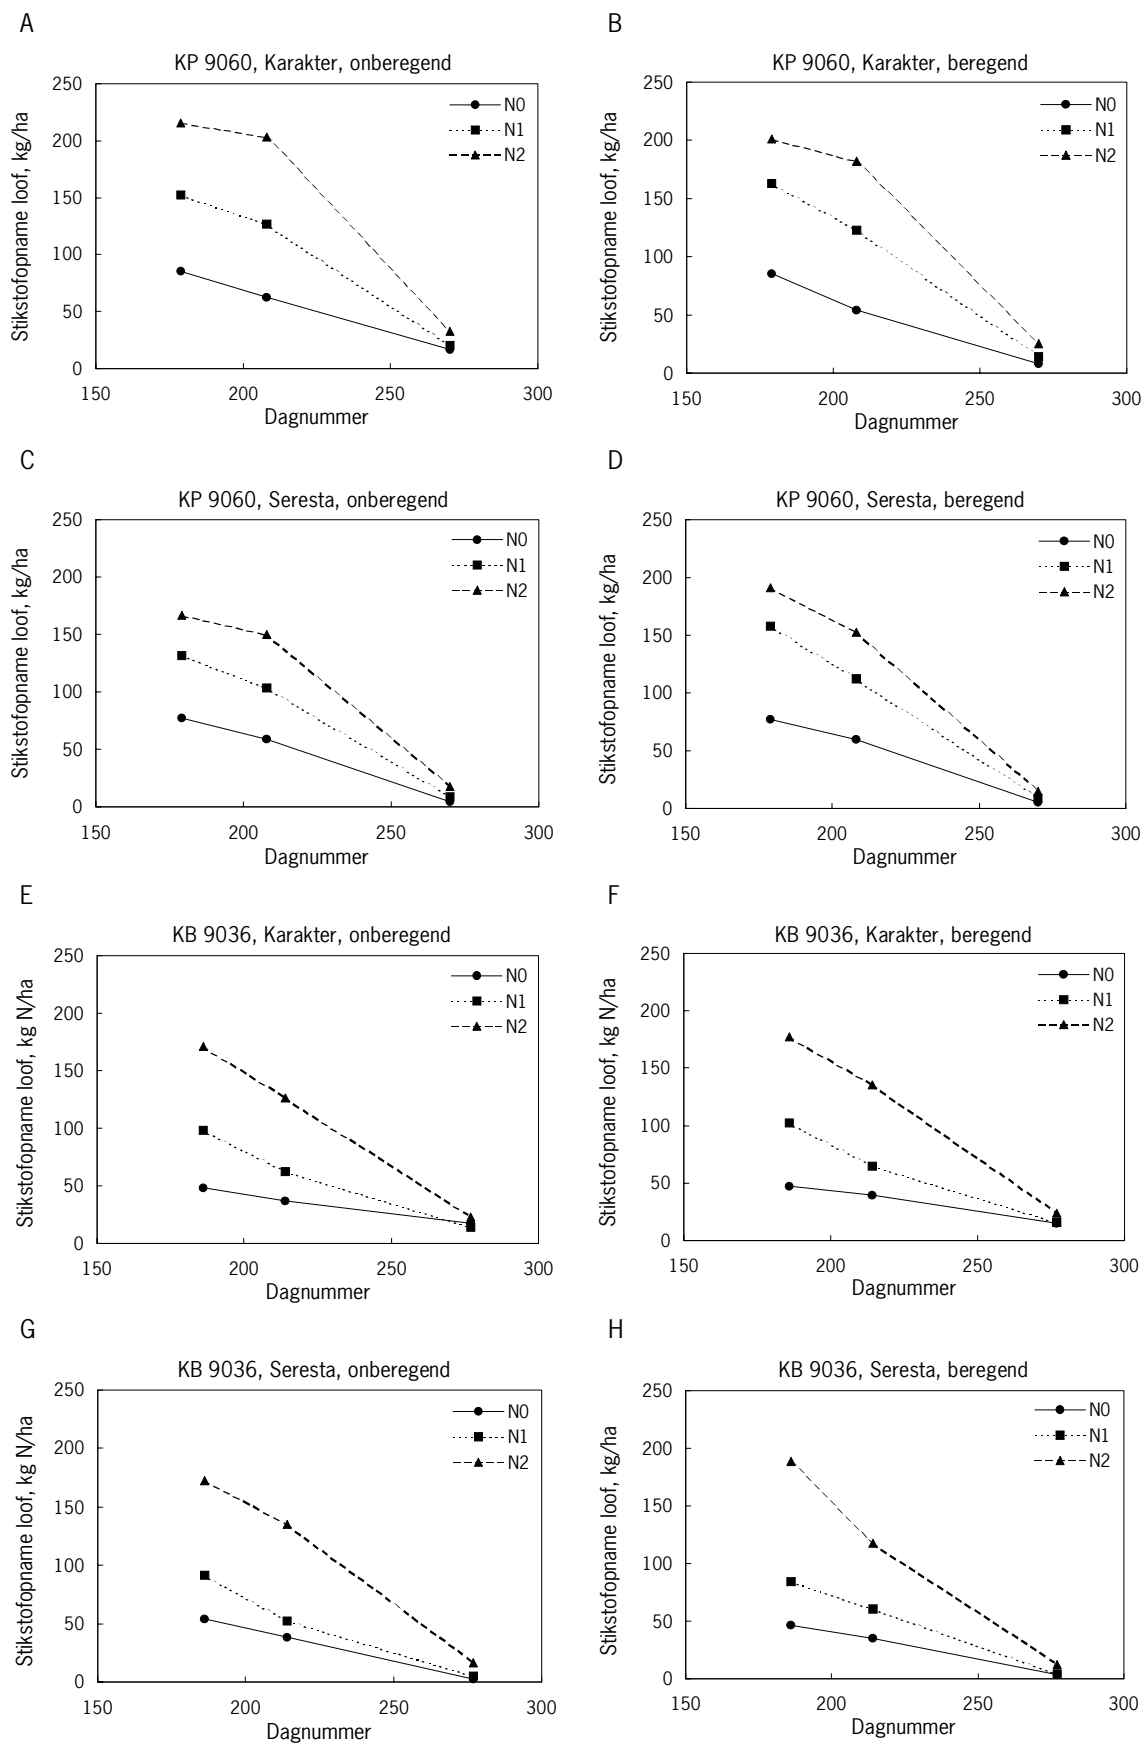 A
KP 9060, Karakter, onberegend
Stikstofopname loof, kg/ha
250
200
150
100
50
0
150 200 250 300
Dagnummer
N0
N1
N2
B
KP 9060, Karakter, beregend
Stikstofopname loof, kg/ha
250
200
150
100
50
0
150 200 250 300
Dagnummer
N0
N1
N2
C
KP 9060, Seresta, onberegend
Stikstofopname loof, kg/ha
250
200
150
100
50
0
150 200 250 300
Dagnummer
N0
N1
N2
D
KP 9060, Seresta, beregend
Stikstofopname loof, kg/ha
250
200
150
100
50
0
150 200 250 300
Dagnummer
N0
N1
N2
E
KB 9036, Karakter, onberegend
Stikstofopname loof, kg N/ha
250
200
150
100
50
0
150 200 250 300
Dagnummer
N0
N1
N2
F
KB 9036, Karakter, beregend
Stikstofopname loof, kg N/ha
250
200
150
100
50
0
150 200 250 300
Dagnummer
N0
N1
N2
G
KB 9036, Seresta, onberegend
Stikstofopname loof, kg N/ha
250
200
150
100
50
0
150 200 250 300
Dagnummer
N0
N1
N2
H
KB 9036, Seresta, beregend
Stikstofopname loof, kg/ha
250
200
150
100
50
0
150 200 250 300
Dagnummer
N0
N1
N2